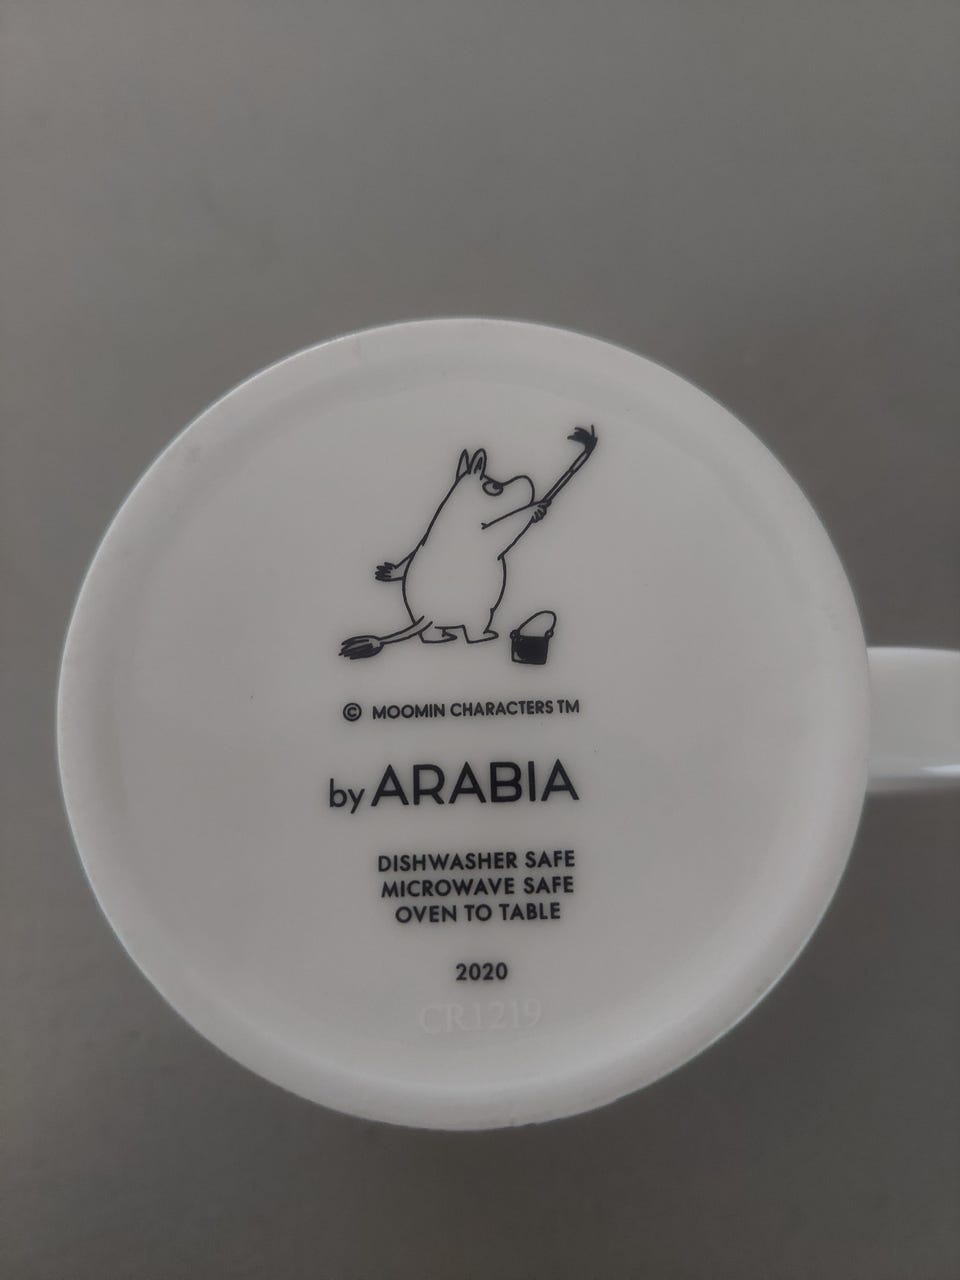 © MOOMIN CHARACTERS TM
by ARABIA
DISHWASHER SAFE
MICROWAVE SAFE
OVEN TO TABLE
2020
CR1219